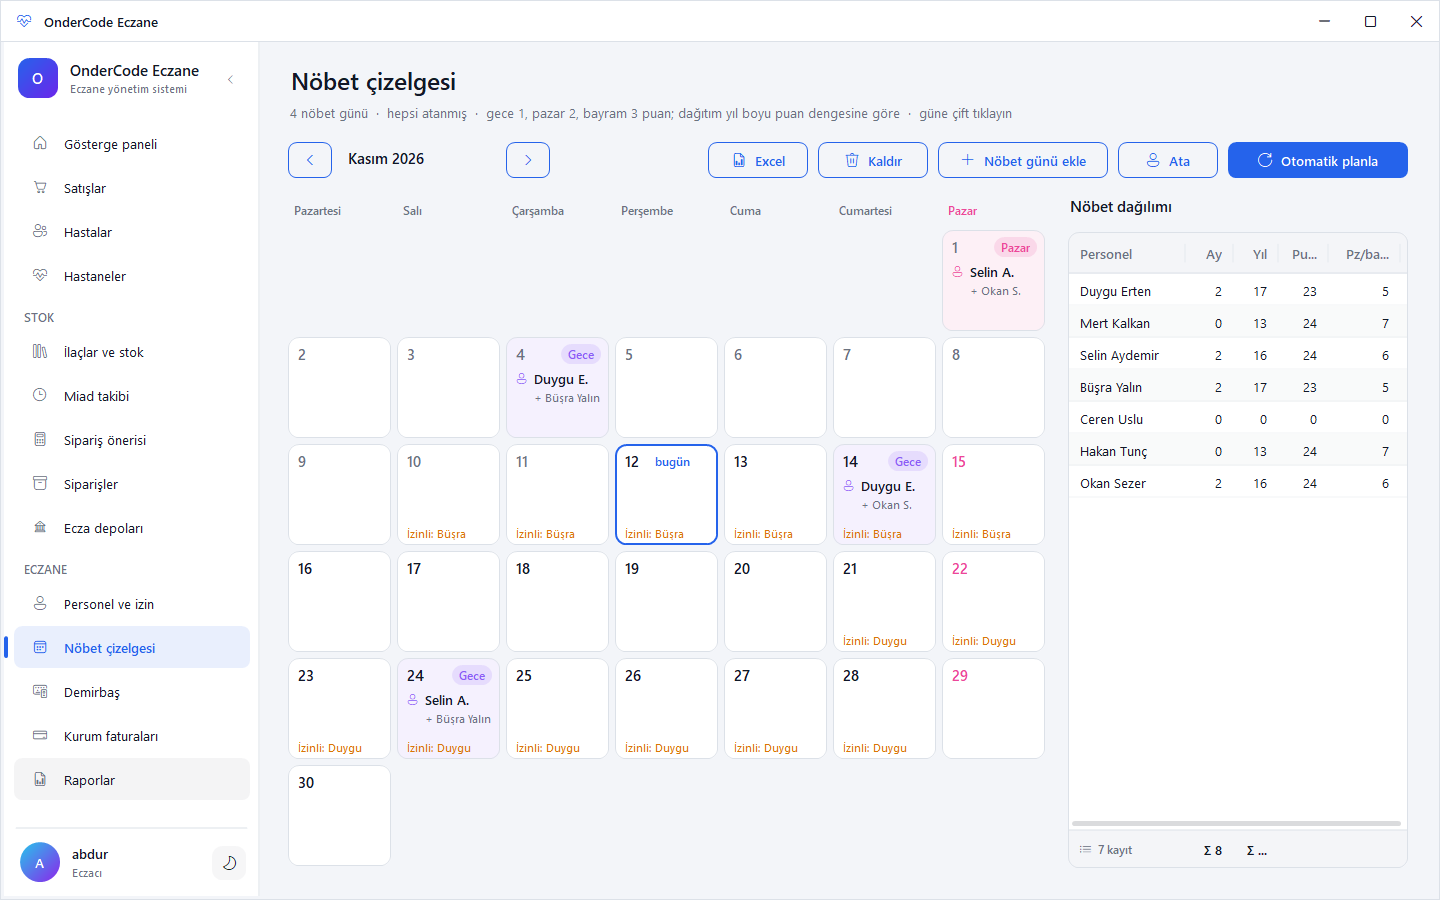 OnderCode Eczane
O
OnderCode Eczane
Eczane yönetim sistemi
Gösterge paneli
Satışlar
Hastalar
Hastaneler
STOK
İlaçlar ve stok
Miad takibi
Sipariş önerisi
Siparişler
Ecza depoları
ECZANE
Personel ve izin
Nöbet çizelgesi
Demirbaş
Kurum faturaları
Raporlar
A
abdur
Eczacı
Nöbet çizelgesi
4 nöbet günü · hepsi atanmış · gece 1, pazar 2, bayram 3 puan; dağıtım yıl boyu puan dengesine göre · güne çift tıklayın
Kasım 2026
Excel
Kaldır
Nöbet günü ekle
Ata
Otomatik planla
Pazartesi Salı Çarşamba Perşembe Cuma Cumartesi Pazar
1 Pazar
Selin A.
+ Okan S.
2 3 4 Gece 5 6 7 8
Duygu E.
+ Büşra Yalın
9 10 11 12 bugün 13 14 Gece 15
Duygu E.
+ Okan S.
İzinli: Büşra İzinli: Büşra İzinli: Büşra İzinli: Büşra İzinli: Büşra İzinli: Büşra
16 17 18 19 20 21 22
İzinli: Duygu İzinli: Duygu
23 24 Gece 25 26 27 28 29
Selin A.
+ Büşra Yalın
İzinli: Duygu İzinli: Duygu İzinli: Duygu İzinli: Duygu İzinli: Duygu İzinli: Duygu
30
Nöbet dağılımı
Personel Ay Yıl Pu... Pz/ba...
Duygu Erten 2 17 23 5
Mert Kalkan 0 13 24 7
Selin Aydemir 2 16 24 6
Büşra Yalın 2 17 23 5
Ceren Uslu 0 0 0 0
Hakan Tunç 0 13 24 7
Okan Sezer 2 16 24 6
7 kayıt Σ 8 Σ ...